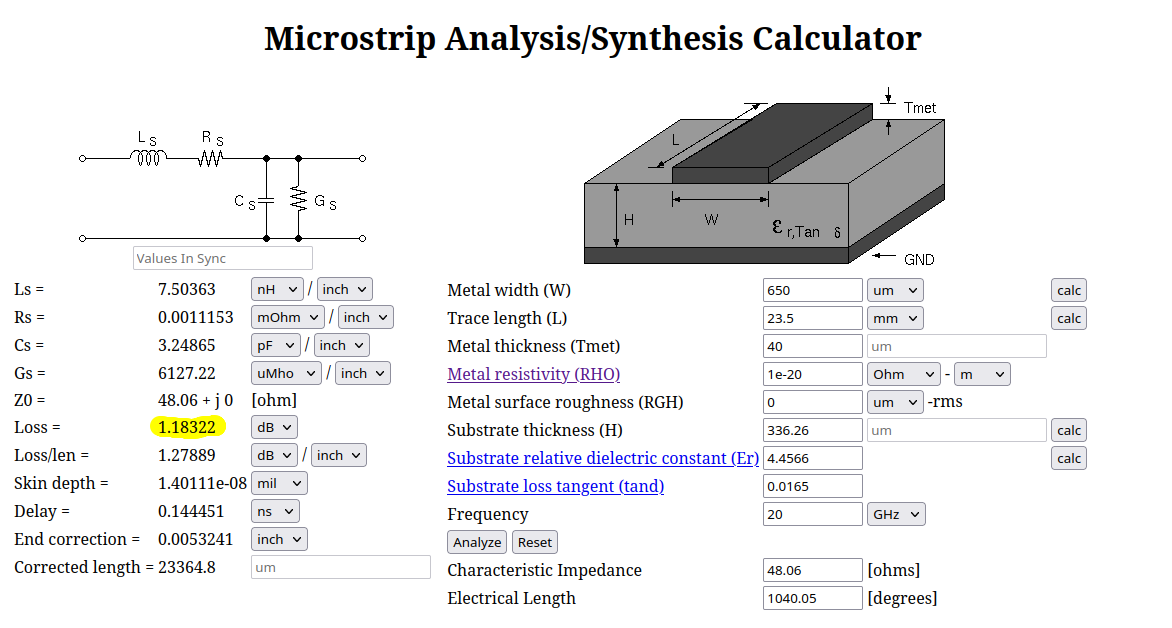 Microstrip Analysis/Synthesis Calculator
L S R S
C S G S
Tmet
L
H
W
ε r,Tan δ
GND
Values In Sync
Ls = 7.50363 nH / inch
Rs = 0.0011153 mOhm / inch
Cs = 3.24865 pF / inch
Gs = 6127.22 uMho / inch
Z0 = 48.06 + j 0 [ohm]
Loss = 1.18322 dB
Loss/len = 1.27889 dB / inch
Skin depth = 1.40111e-08 mil
Delay = 0.144451 ns
End correction = 0.0053241 inch
Corrected length = 23364.8 um
Metal width (W) 650 um calc
Trace length (L) 23.5 mm calc
Metal thickness (Tmet) 40 um
Metal resistivity (RHO) 1e-20 Ohm - m
Metal surface roughness (RGH) 0 um -rms
Substrate thickness (H) 336.26 um calc
Substrate relative dielectric constant (Er) 4.4566 calc
Substrate loss tangent (tand) 0.0165
Frequency 20 GHz
Analyze Reset
Characteristic Impedance 48.06 [ohms]
Electrical Length 1040.05 [degrees]